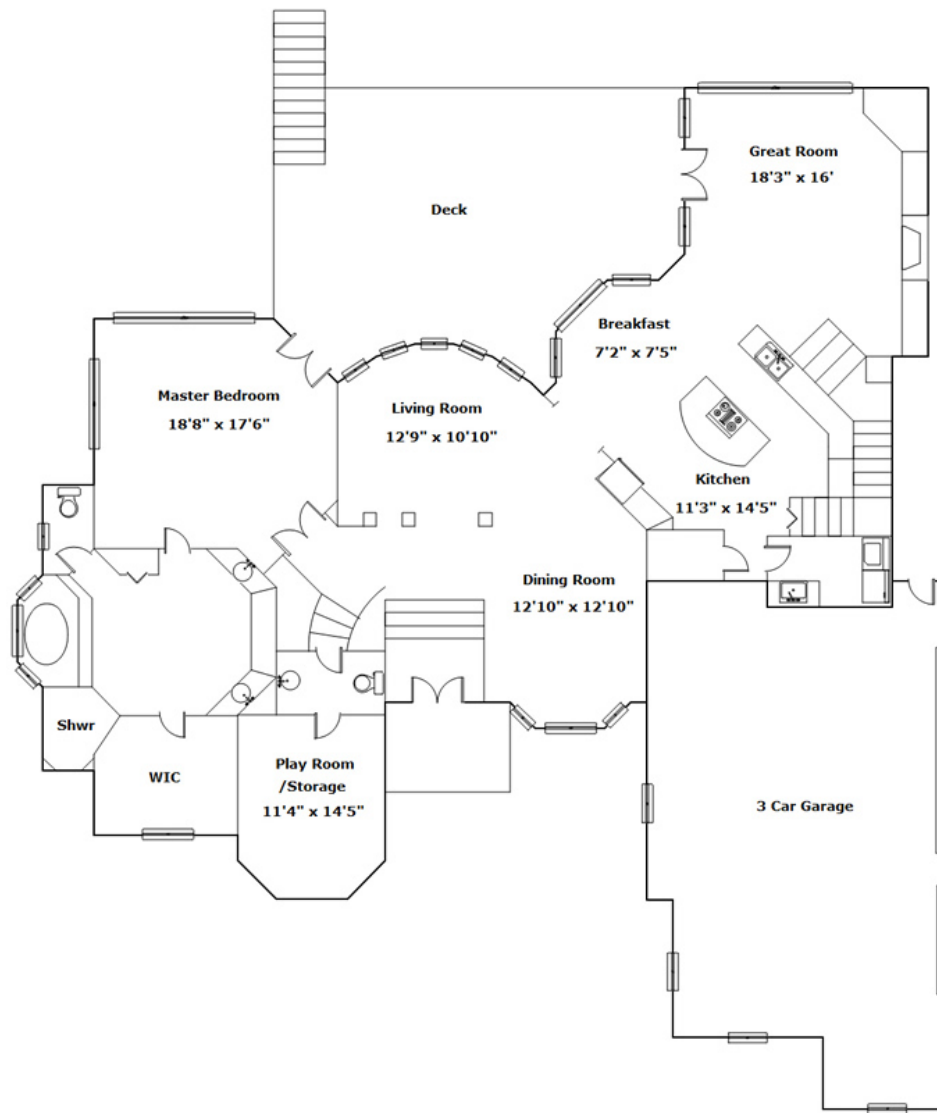 Great Room
18'3" x 16'
Deck
Breakfast
7'2" x 7'5"
Master Bedroom
18'8" x 17'6"
Living Room
12'9" x 10'10"
Kitchen
11'3" x 14'5"
Dining Room
12'10" x 12'10"
Shwr
WIC
Play Room
/Storage
11'4" x 14'5"
3 Car Garage